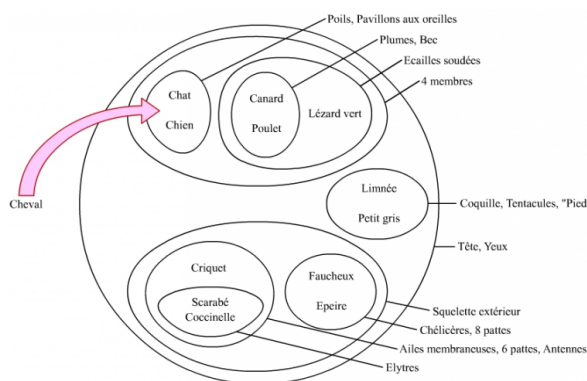 Poils, Pavillons aux oreilles
Plumes, Bec
Ecailles soudées
4 membres
Chat
Chien
Canard
Poulet
Lézard vert
Cheval
Limnée
Petit gris
Coquille, Tentacules, "Pied
Tête, Yeux
Criquet
Scarabé
Coccinelle
Faucheux
Epeire
Squelette extérieur
Chélicères, 8 pattes
Ailes membraneuses, 6 pattes, Antennes
Elytres